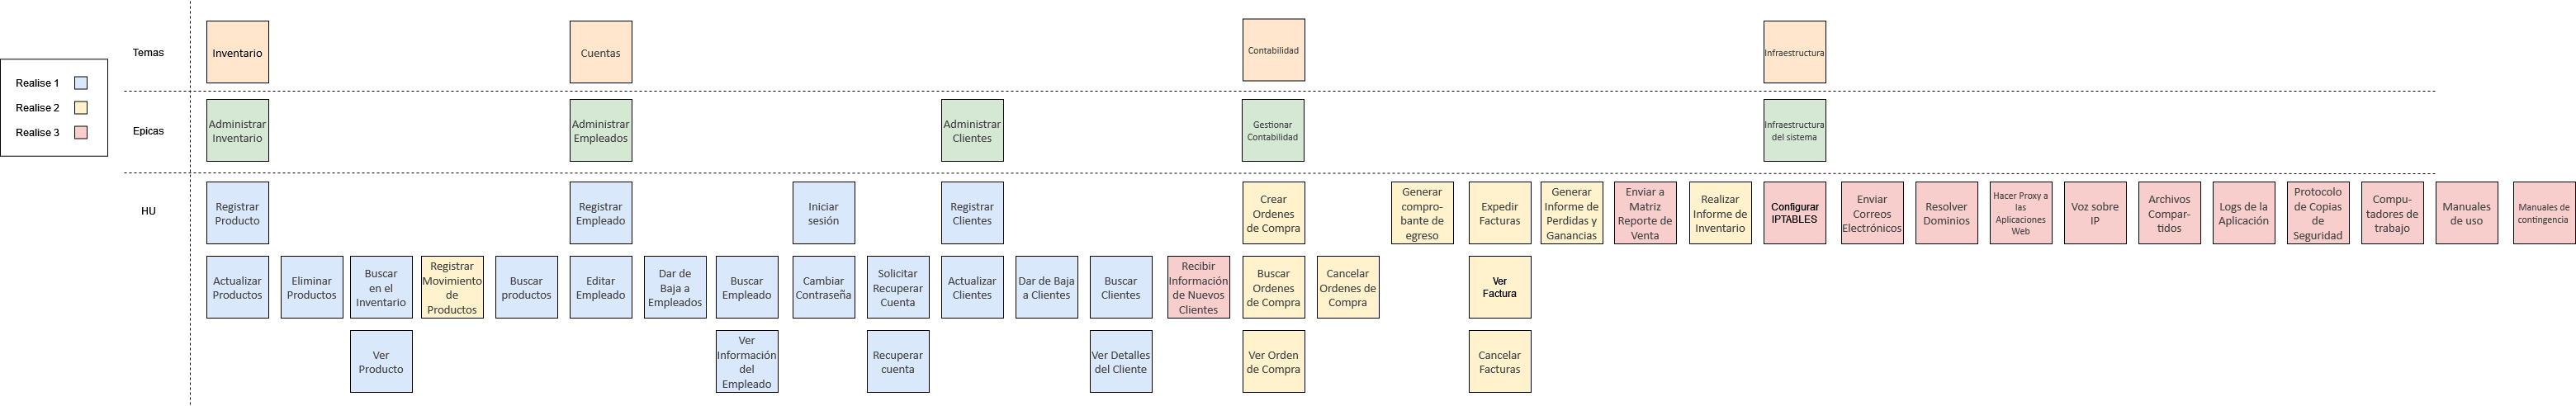 Temas
Inventario
Cuentas
Contabilidad
Infraestructura
Realise 1
Realise 2
Realise 3
Epicas
Administrar
Inventario
Administrar
Empleados
Administrar
Clientes
Gestionar
Contabilidad
Infraestructura
del sistema
HU
Registrar
Producto
Registrar
Empleado
Iniciar
sesión
Registrar
Clientes
Crear
Ordenes
de Compra
Generar
compro-
bante de
egreso
Expedir
Facturas
Generar
Informe de
Perdidas y
Ganancias
Enviar a
Matriz
Reporte de
Venta
Realizar
Informe de
Inventario
Configurar
IPTABLES
Enviar
Correos
Electrónicos
Resolver
Dominios
Hacer Proxy a
las
Aplicaciones
Web
Voz sobre
IP
Archivos
Compar-
tidos
Logs de la
Aplicación
Protocolo
de Copias
de
Seguridad
Compu-
tadores de
trabajo
Manuales
de uso
Manuales de
contingencia
Actualizar
Productos
Eliminar
Productos
Buscar
en el
Inventario
Registrar
Movimiento
de
Productos
Buscar
productos
Editar
Empleado
Dar de
Baja a
Empleados
Buscar
Empleado
Cambiar
Contraseña
Solicitar
Recuperar
Cuenta
Actualizar
Clientes
Dar de Baja
a Clientes
Buscar
Clientes
Recibir
Información
de Nuevos
Clientes
Buscar
Ordenes
de Compra
Cancelar
Ordenes de
Compra
Ver
Factura
Ver
Producto
Ver
Información
del
Empleado
Recuperar
cuenta
Ver Detalles
del Cliente
Ver Orden
de Compra
Cancelar
Facturas